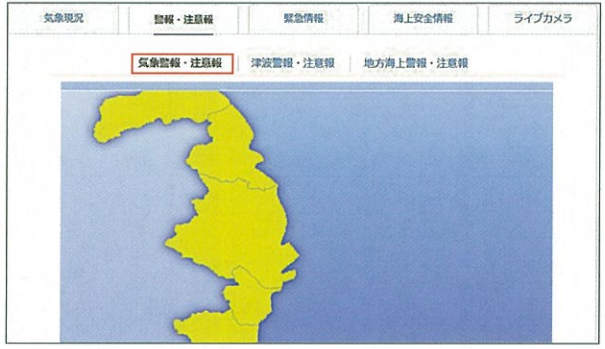 気象現況 警報・注意報 緊急情報 海上安全情報 ライブカメラ
気象警報・注意報 津波警報・注意報 地方海上警報・注意報